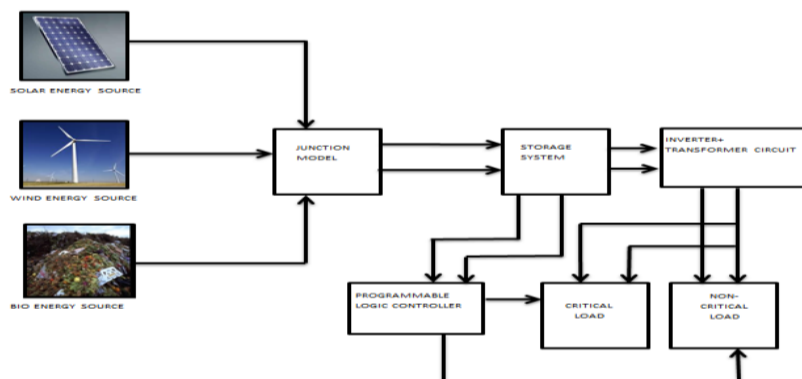 SOLAR ENERGY SOURCE
JUNCTION
MODEL
STORAGE
SYSTEM
INVERTER+
TRANSFORMER CIRCUIT
WIND ENERGY SOURCE
BIO ENERGY SOURCE
PROGRAMMABLE
LOGIC CONTROLLER
CRITICAL
LOAD
NON-
CRITICAL
LOAD